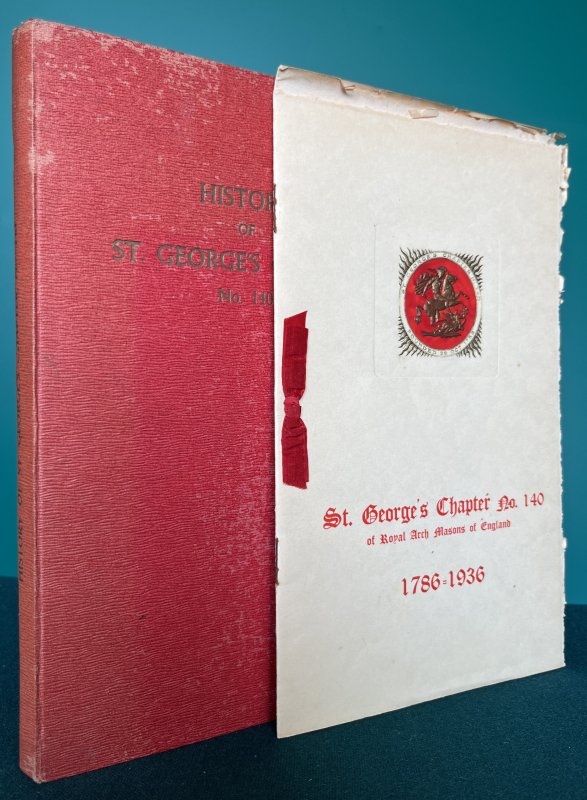 HISTOR
OF
ST. GEORGE'S
No. 140
St. George's Chapter No. 140
of Royal Arch Masons of England
1786-1936